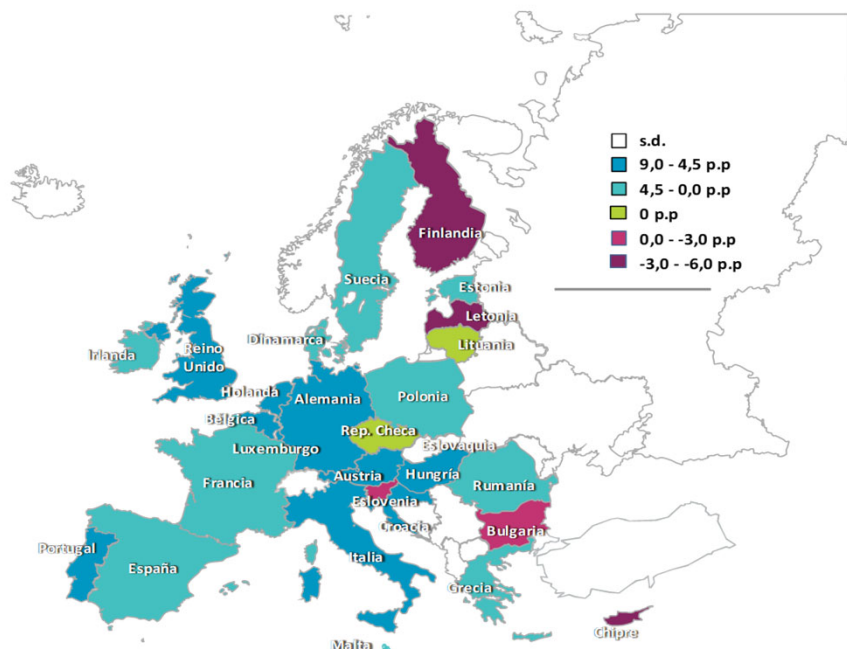 s.d.
9,0 - 4,5 p.p
4,5 - 0,0 p.p
0 p.p
0,0 - -3,0 p.p
-3,0 - -6,0 p.p
Finlandia
Suecia
Estonia
Letonia
Lituania
Dinamarca
Irlanda
Reino
Unido
Holanda
Alemania
Polonia
Bélgica
Rep. Checa
Luxemburgo
Eslovaquia
Austria
Hungría
Francia
Rumanía
Eslovenia
Croacia
Bulgaria
Portugal
Italia
España
Grecia
Chipre
Malta